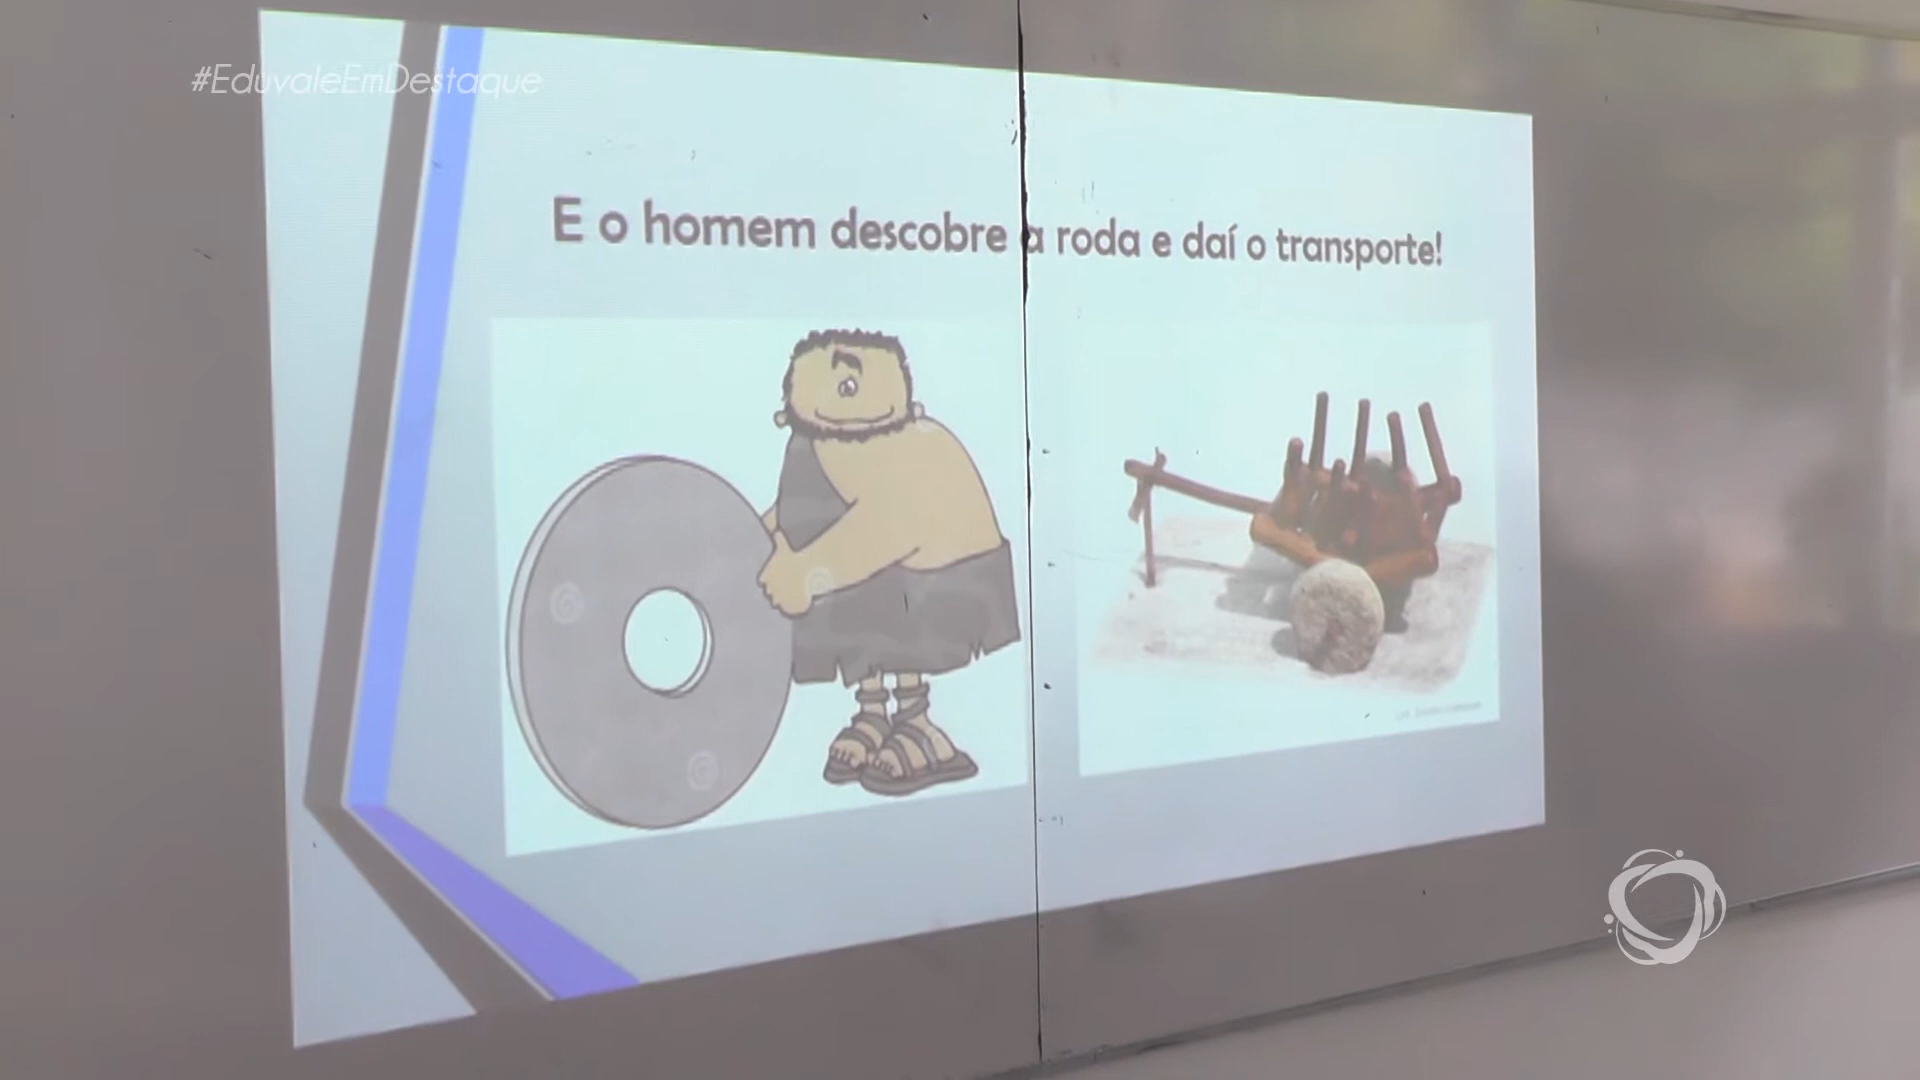 #EduvaleEmDestaque
E o homem descobre a roda e daí o transporte!